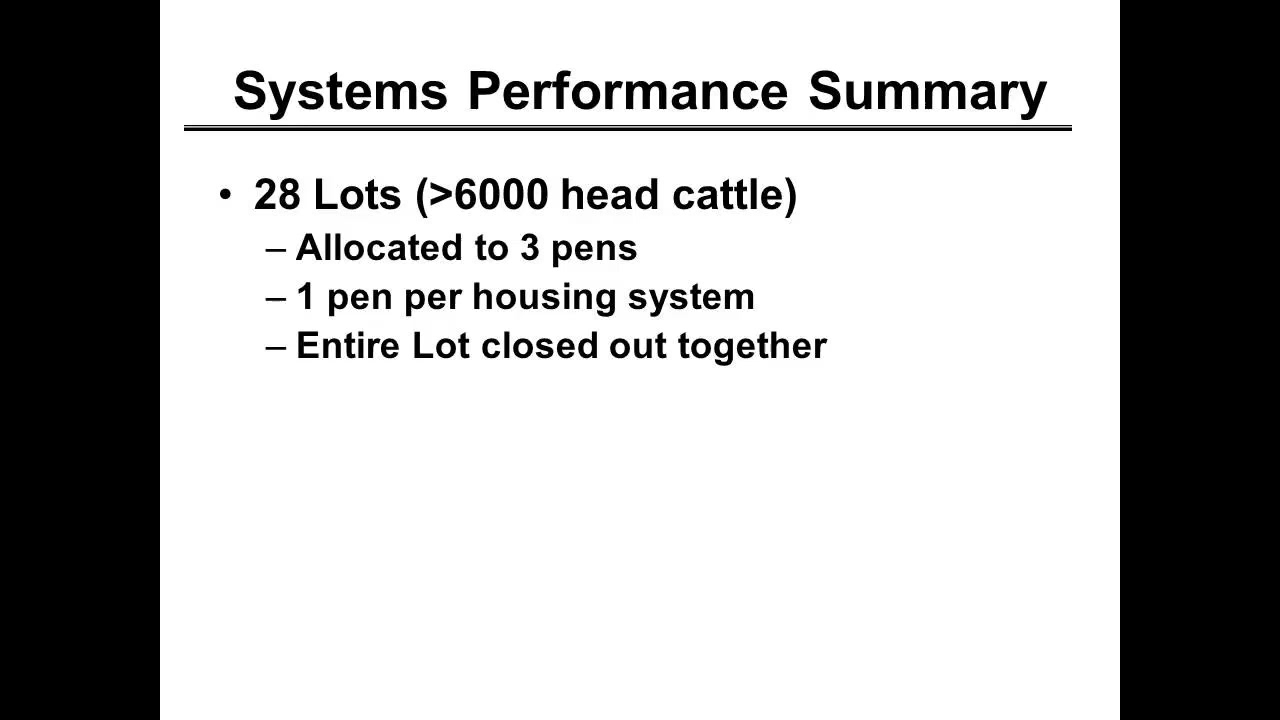 Systems Performance Summary
• 28 Lots (>6000 head cattle)
– Allocated to 3 pens
– 1 pen per housing system
– Entire Lot closed out together